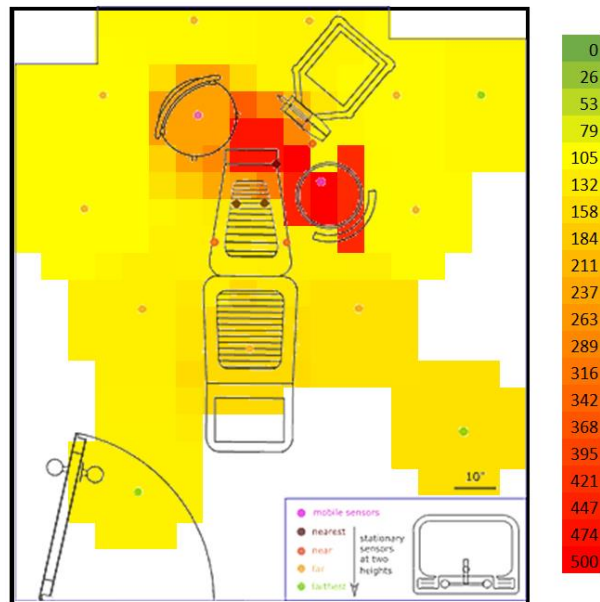 0
26
53
79
105
132
158
184
211
237
263
289
316
342
368
395
421
447
474
500
10"
mobile sensors
nearest
near
far
farthest
stationary
sensors
at two
heights